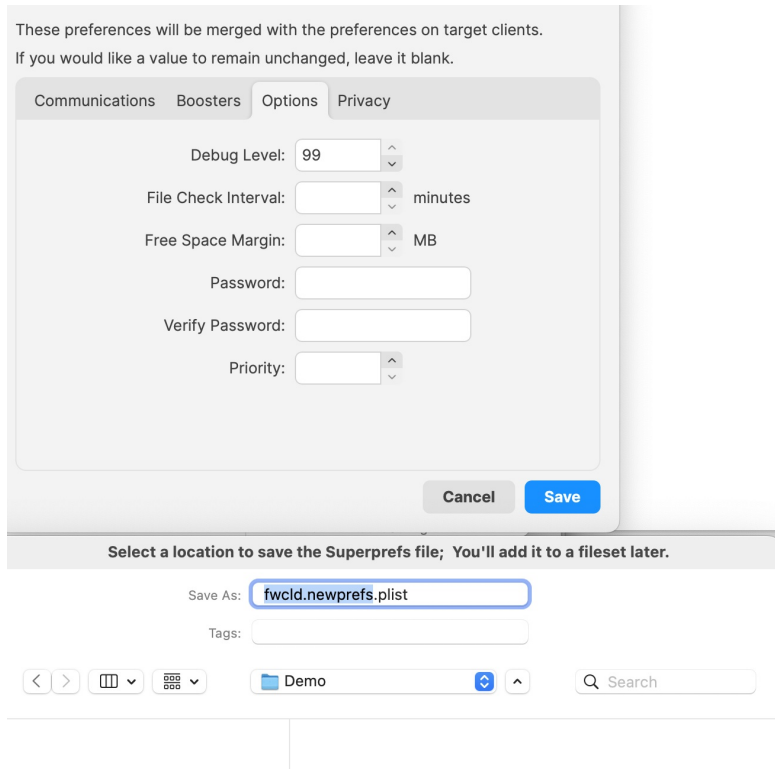 These preferences will be merged with the preferences on target clients.
If you would like a value to remain unchanged, leave it blank.
Communications Boosters Options Privacy
Debug Level: 99
File Check Interval: minutes
Free Space Margin: MB
Password:
Verify Password:
Priority:
Cancel Save
Select a location to save the Superprefs file; You'll add it to a fileset later.
Save As: fwcld.newprefs.plist
Tags:
Demo Search